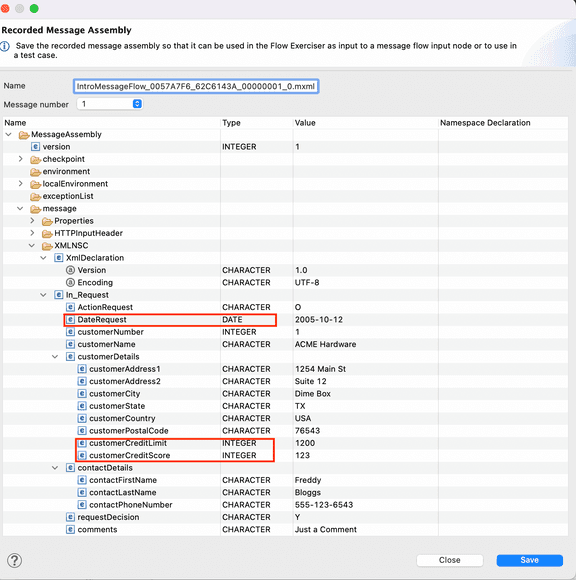 Recorded Message Assembly
Save the recorded message assembly so that it can be used in the Flow Exerciser as input to a message flow input node or to use in
a test case.
Name IntroMessageFlow_0057A7F6_62C6143A_00000001_0.mxml
Message number 1
Name Type Value Namespace Declaration
MessageAssembly
version INTEGER 1
checkpoint
environment
localEnvironment
exceptionList
message
Properties
HTTPInputHeader
XMLNSC
XmlDeclaration
Version CHARACTER 1.0
Encoding CHARACTER UTF-8
In_Request
ActionRequest CHARACTER O
DateRequest DATE 2005-10-12
customerNumber INTEGER 1
customerName CHARACTER ACME Hardware
customerDetails
customerAddress1 CHARACTER 1254 Main St
customerAddress2 CHARACTER Suite 12
customerCity CHARACTER Dime Box
customerState CHARACTER TX
customerCountry CHARACTER USA
customerPostalCode CHARACTER 76543
customerCreditLimit INTEGER 1200
customerCreditScore INTEGER 123
contactDetails
contactFirstName CHARACTER Freddy
contactLastName CHARACTER Bloggs
contactPhoneNumber CHARACTER 555-123-6543
requestDecision CHARACTER Y
comments CHARACTER Just a Comment
Close Save